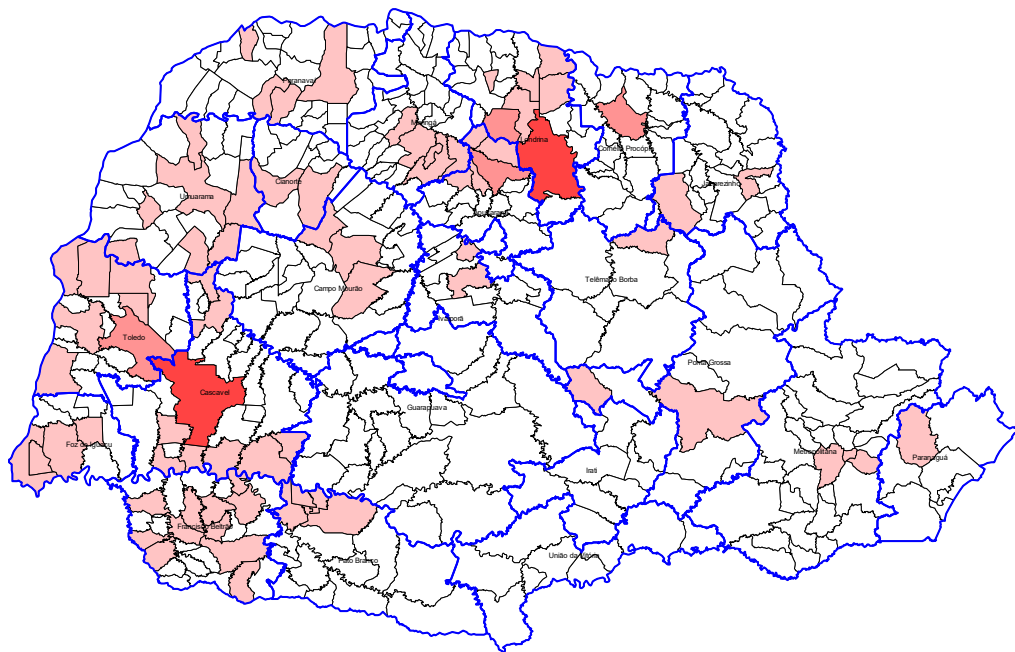 Paranavaí
Maringá
Londrina
Cornélio Procópio
Jacarezinho
Cianorte
Umuarama
Apucarana
Telêmaco Borba
Campo Mourão
Ivaiporã
Toledo
Ponta Grossa
Cascavel
Guarapuava
Foz do Iguaçu
Metropolitana
Paranaguá
Irati
Francisco Beltrão
União da Vitória
Pato Branco